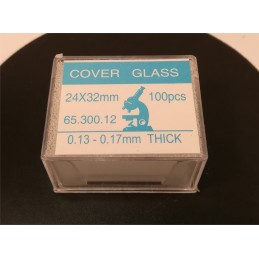 COVER GLASS
24X32mm 100pcs
65.300.12
0.13 - 0.17mm THICK